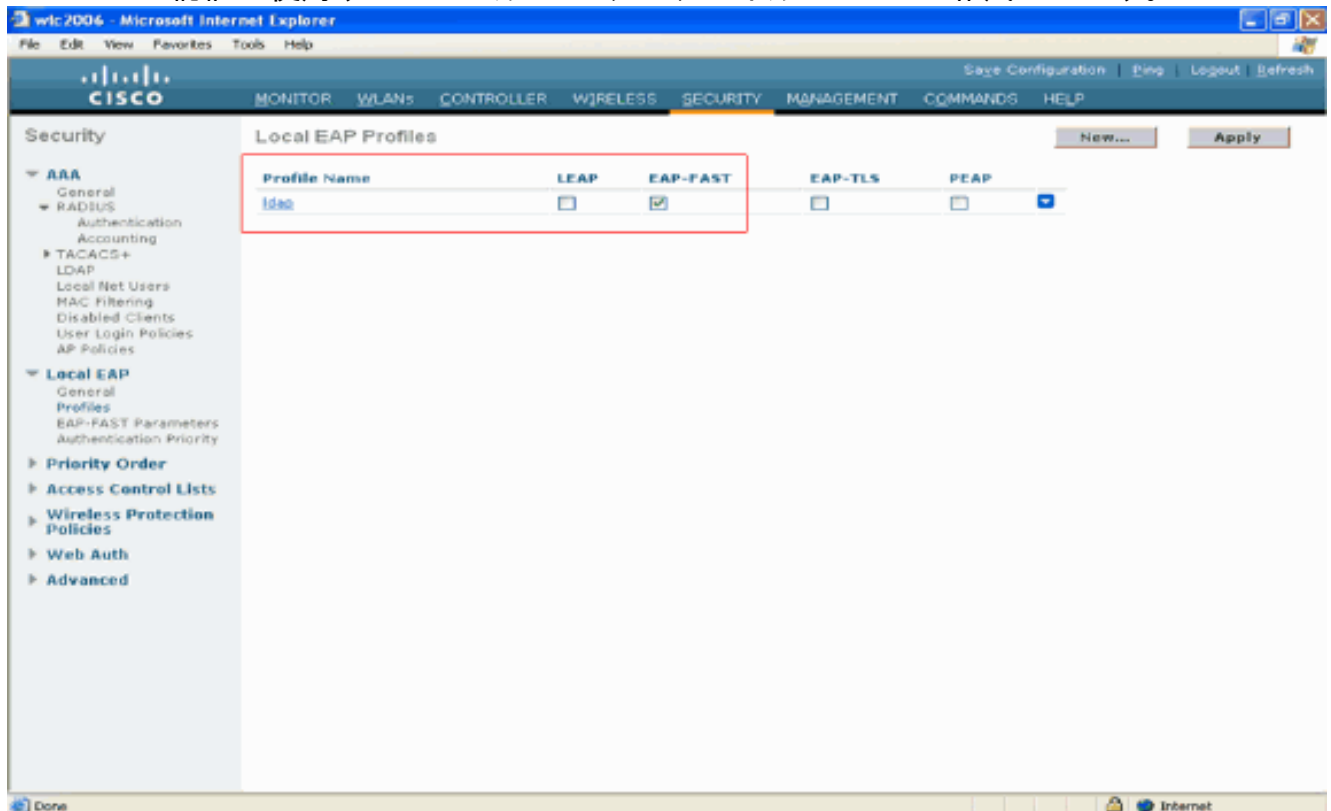 wlc2006 - Microsoft Internet Explorer
File Edit View Favorites Tools Help
Save Configuration | Ping | Logout | Refresh
CISCO
MONITOR WLANs CONTROLLER WIRELESS SECURITY MANAGEMENT COMMANDS HELP
Security
Local EAP Profiles
New...
Apply
AAA
General
RADIUS
Authentication
Accounting
TACACS+
LDAP
Local Net Users
MAC Filtering
Disabled Clients
User Login Policies
AP Policies
Local EAP
General
Profiles
EAP-FAST Parameters
Authentication Priority
Priority Order
Access Control Lists
Wireless Protection
Policies
Web Auth
Advanced
Profile Name LEAP EAP-FAST EAP-TLS PEAP
ldap
Done
Internet